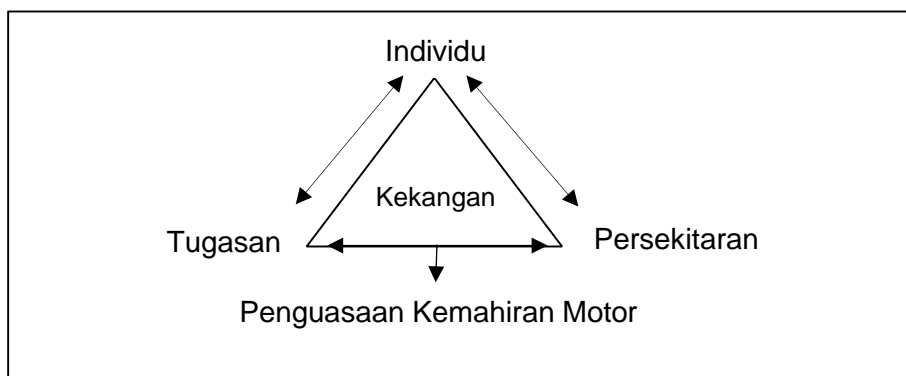 Individu
Kekangan
Tugasan
Persekitaran
Penguasaan Kemahiran Motor